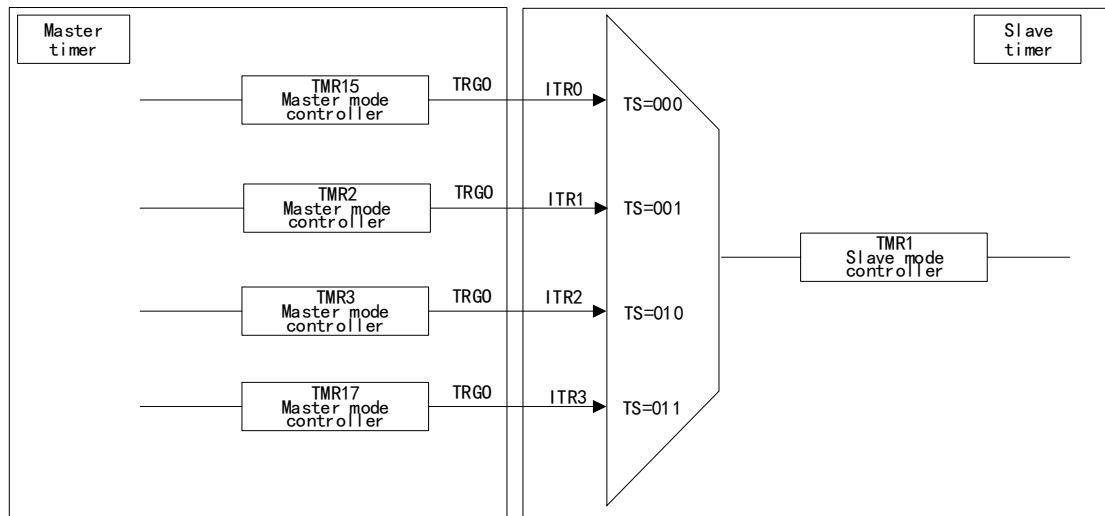 Master
timer
Slave
timer
TMR15
Master mode
controller
TRGO
ITR0
TS=000
TMR2
Master mode
controller
TRGO
ITR1
TS=001
TMR1
Slave mode
controller
TMR3
Master mode
controller
TRGO
ITR2
TS=010
TMR17
Master mode
controller
TRGO
ITR3
TS=011